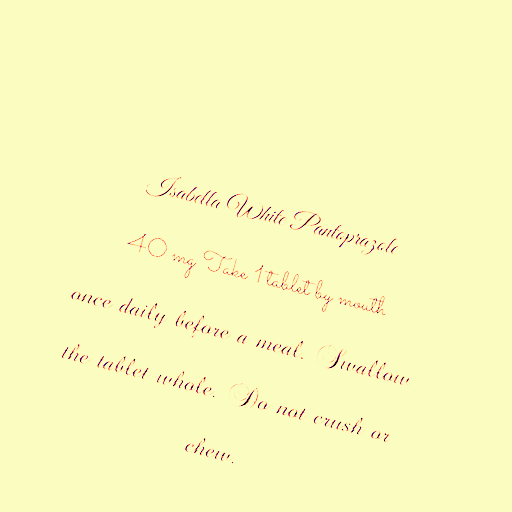 Isabella White Pantoprazole
40 mg Take 1 tablet by mouth
once daily before a meal. Swallow
the tablet whole. Do not crush or
chew.